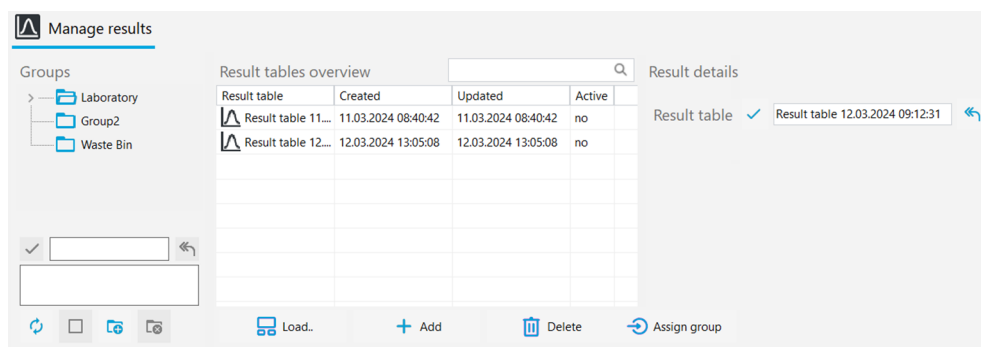 Manage results
Groups
Laboratory
Group2
Waste Bin
Result tables overview
Result table Created Updated Active
Result table 11.... 11.03.2024 08:40:42 11.03.2024 08:40:42 no
Result table 12.... 12.03.2024 13:05:08 12.03.2024 13:05:08 no
Load.. Add Delete Assign group
Result details
Result table Result table 12.03.2024 09:12:31